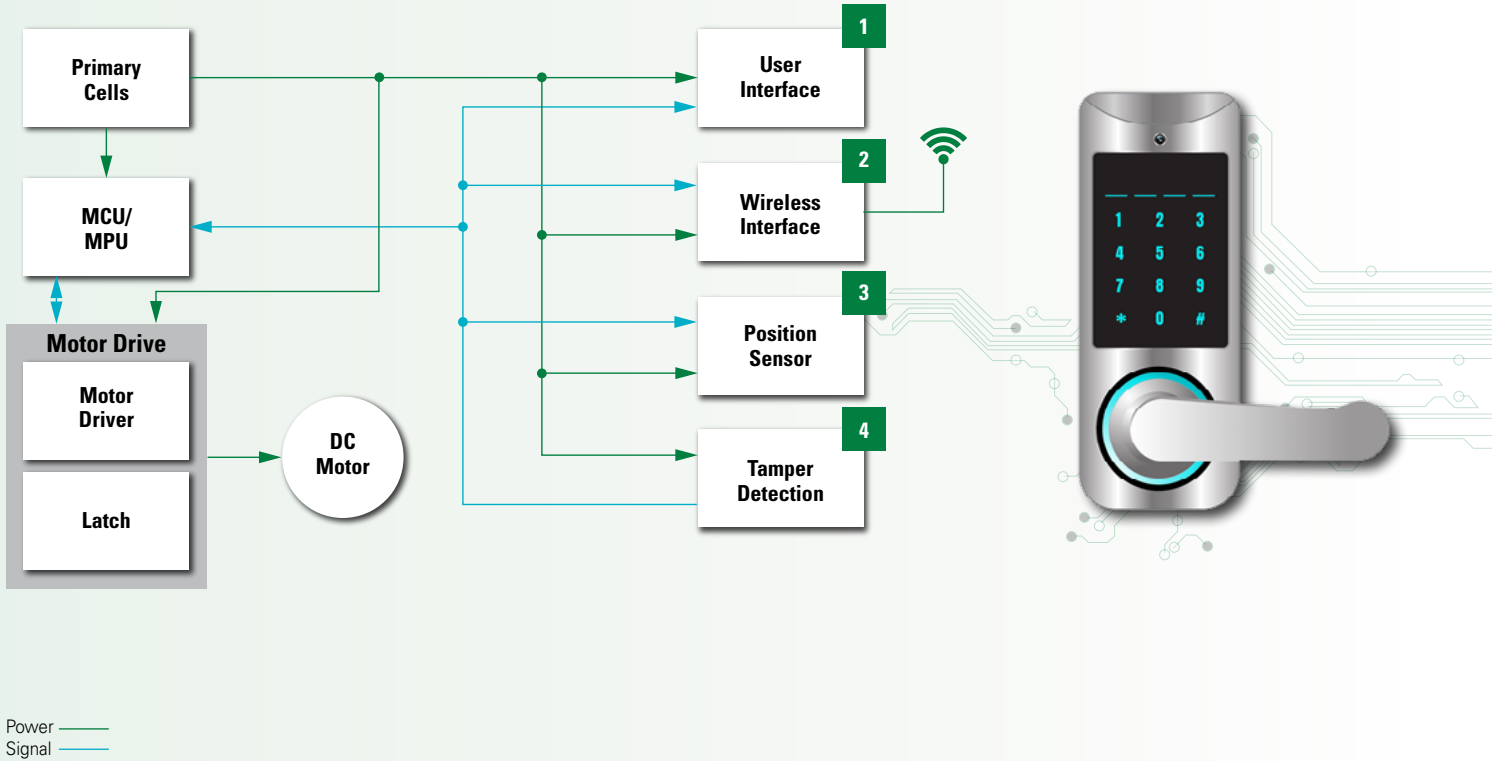 Primary
Cells
MCU/
MPU
Motor Drive
Motor
Driver
Latch
DC
Motor
1
User
Interface
2
Wireless
Interface
3
Position
Sensor
4
Tamper
Detection
1 2 3
4 5 6
7 8 9
* 0 #
Power
Signal